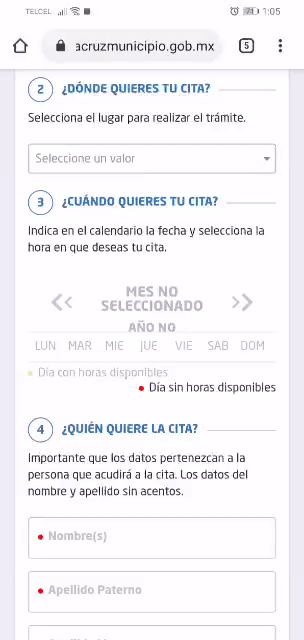 TELCEL 1:05
acruzmunicipio.gob.mx 5
2 ¿DÓNDE QUIERES TU CITA?
Selecciona el lugar para realizar el trámite.
Seleccione un valor
3 ¿CUÁNDO QUIERES TU CITA?
Indica en el calendario la fecha y selecciona la
hora en que deseas tu cita.
MES NO
SELECCIONADO
AÑO NO
LUN MAR MIE JUE VIE SAB DOM
Día con horas disponibles
Día sin horas disponibles
4 ¿QUIÉN QUIERE LA CITA?
Importante que los datos pertenezcan a la
persona que acudirá a la cita. Los datos del
nombre y apellido sin acentos.
Nombre(s)
Apellido Paterno